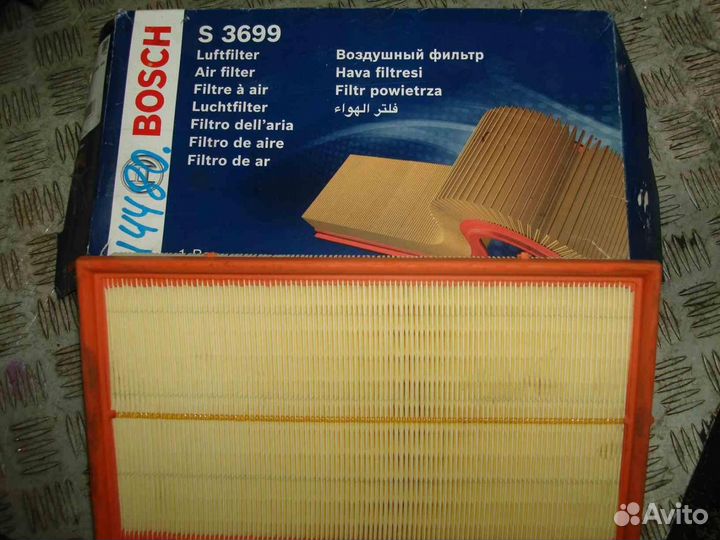 BOSCH
S 3699
Luftfilter
Air filter
Filtre à air
Luchtfilter
Filtro dell'aria
Filtro de aire
Filtro de ar
Воздушный фильтр
Hava filtresi
Filtr powietrza
فلتر الهواء
Avito